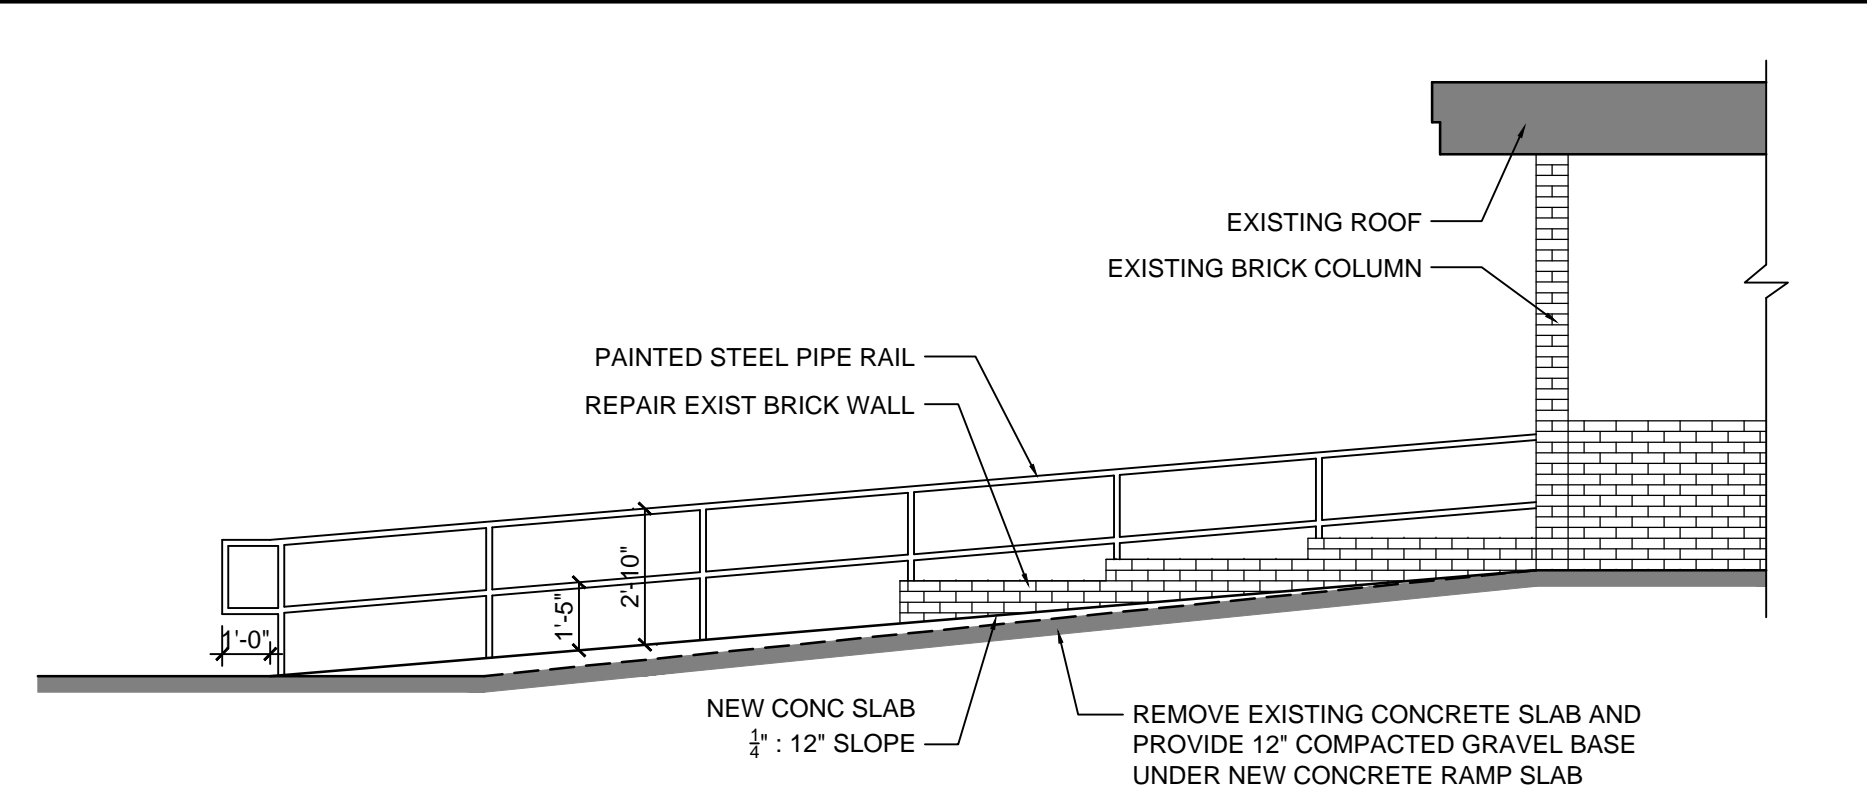 EXISTING ROOF
EXISTING BRICK COLUMN
PAINTED STEEL PIPE RAIL
REPAIR EXIST BRICK WALL
1'-0"
1'-5"
2'-10"
NEW CONC SLAB
1/4" : 12" SLOPE
REMOVE EXISTING CONCRETE SLAB AND
PROVIDE 12" COMPACTED GRAVEL BASE
UNDER NEW CONCRETE RAMP SLAB